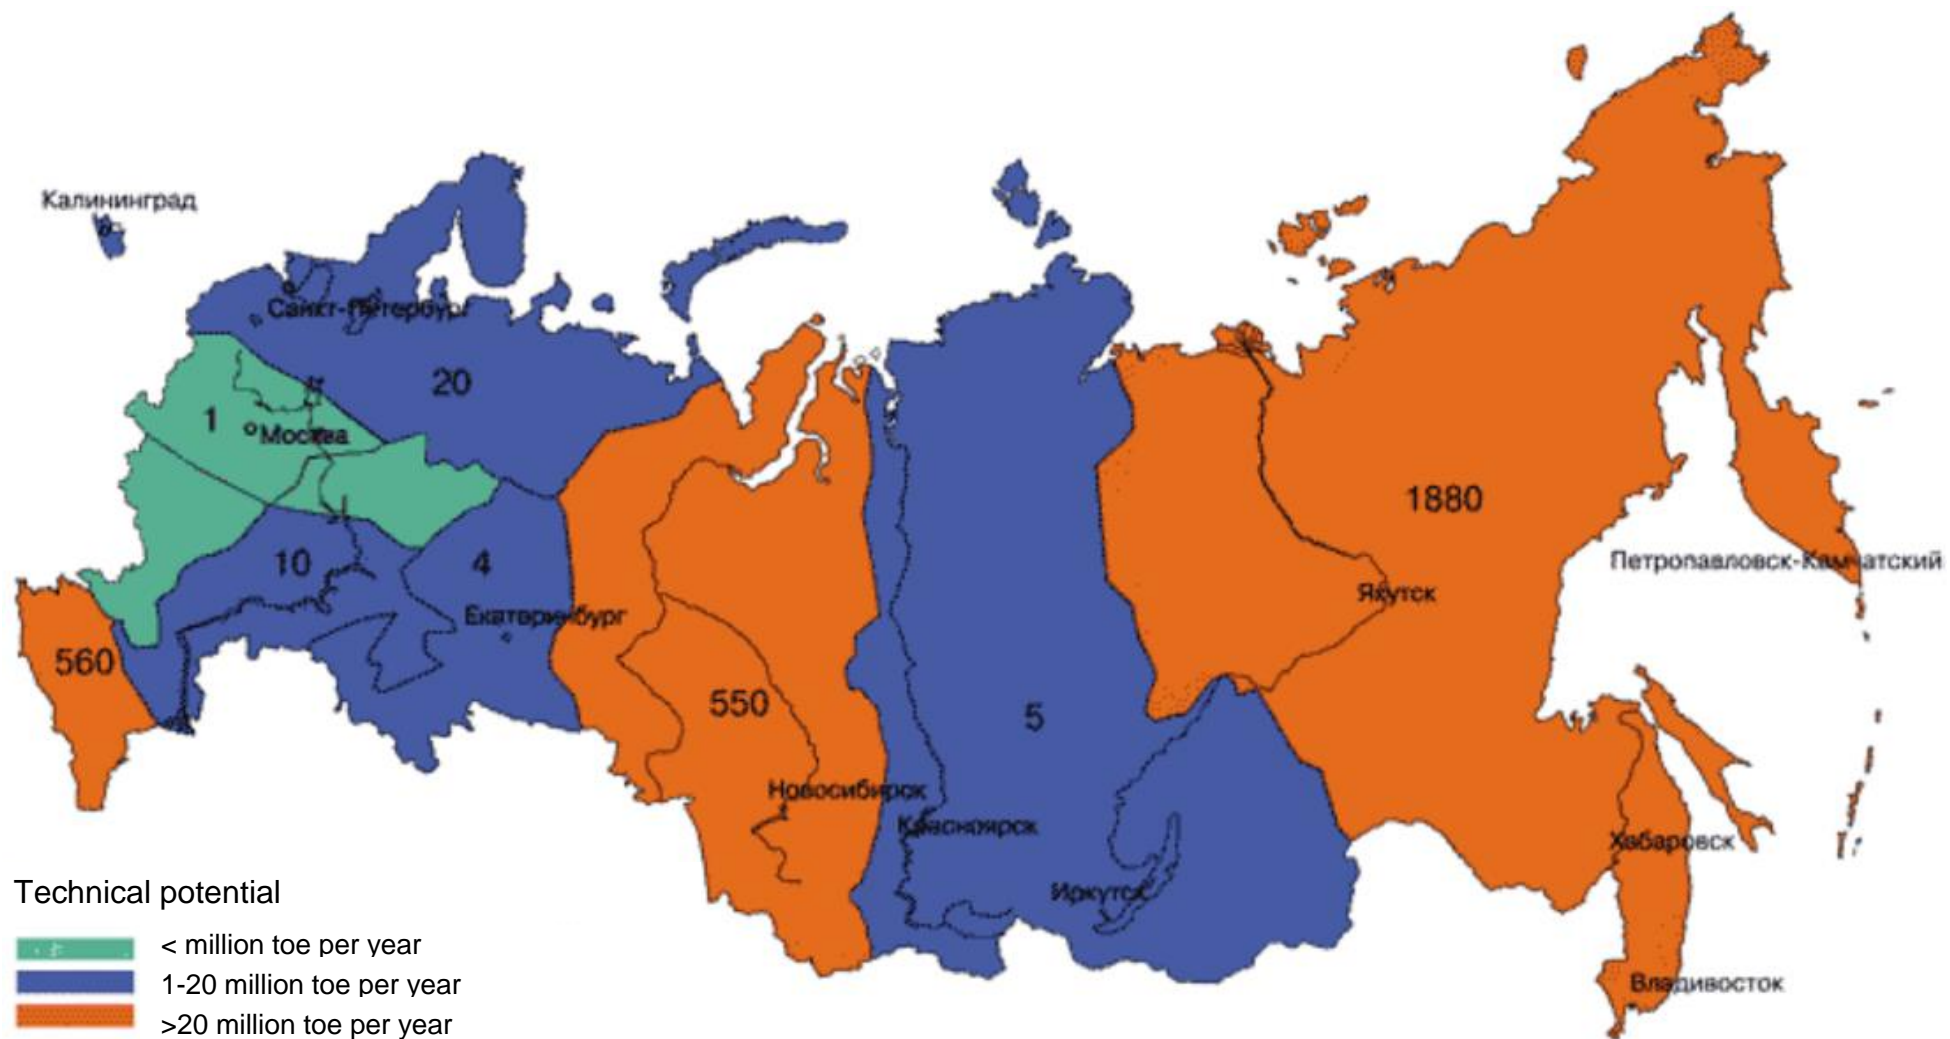 Калининград
Санкт-Петербург
20
1
Москва
1880
10
4
Петропавловск-Камчатский
Якутск
Екатеринбург
560
550
5
Новосибирск
Красноярск
Хабаровск
Иркутск
Владивосток
Technical potential
< million toe per year
1-20 million toe per year
>20 million toe per year